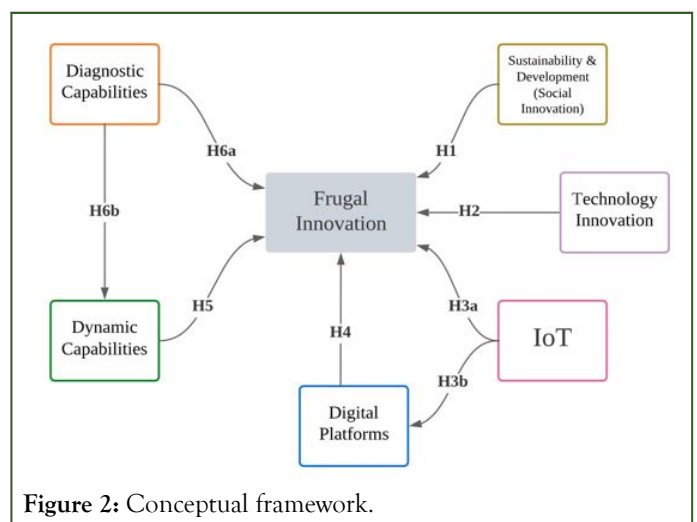 Diagnostic
Capabilities
Sustainability &
Development
(Social
Innovation)
H6a
H1
Frugal
Innovation
Technology
Innovation
H6b
H2
H5
H3a
Dynamic
Capabilities
H4
IoT
H3b
Digital
Platforms
Figure 2: Conceptual framework.